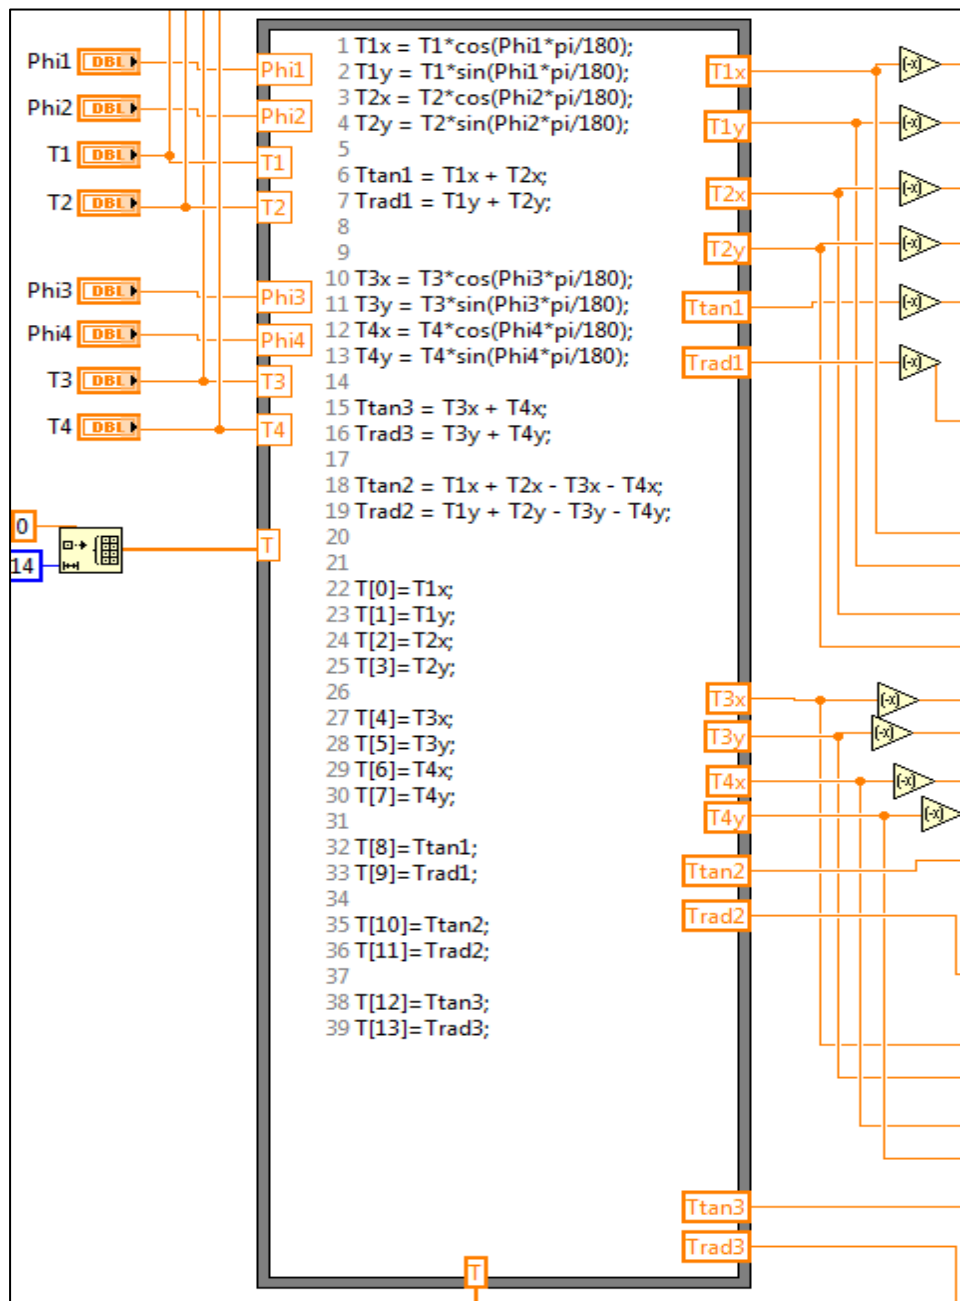 Phi1 DBL Phi1
Phi2 DBL Phi2
T1 DBL T1
T2 DBL T2
Phi3 DBL Phi3
Phi4 DBL Phi4
T3 DBL T3
T4 DBL T4
0
14
T
1 T1x = T1*cos(Phi1*pi/180);
2 T1y = T1*sin(Phi1*pi/180);
3 T2x = T2*cos(Phi2*pi/180);
4 T2y = T2*sin(Phi2*pi/180);
5
6 Ttan1 = T1x + T2x;
7 Trad1 = T1y + T2y;
8
9
10 T3x = T3*cos(Phi3*pi/180);
11 T3y = T3*sin(Phi3*pi/180);
12 T4x = T4*cos(Phi4*pi/180);
13 T4y = T4*sin(Phi4*pi/180);
14
15 Ttan3 = T3x + T4x;
16 Trad3 = T3y + T4y;
17
18 Ttan2 = T1x + T2x - T3x - T4x;
19 Trad2 = T1y + T2y - T3y - T4y;
20
21
22 T[0]=T1x;
23 T[1]=T1y;
24 T[2]=T2x;
25 T[3]=T2y;
26
27 T[4]=T3x;
28 T[5]=T3y;
29 T[6]=T4x;
30 T[7]=T4y;
31
32 T[8]=Ttan1;
33 T[9]=Trad1;
34
35 T[10]=Ttan2;
36 T[11]=Trad2;
37
38 T[12]=Ttan3;
39 T[13]=Trad3;
T
T1x (-x)
T1y (-x)
T2x (-x)
T2y (-x)
Ttan1 (-x)
Trad1 (-x)
T3x (-x)
T3y (-x)
T4x (-x)
T4y (-x)
Ttan2
Trad2
Ttan3
Trad3